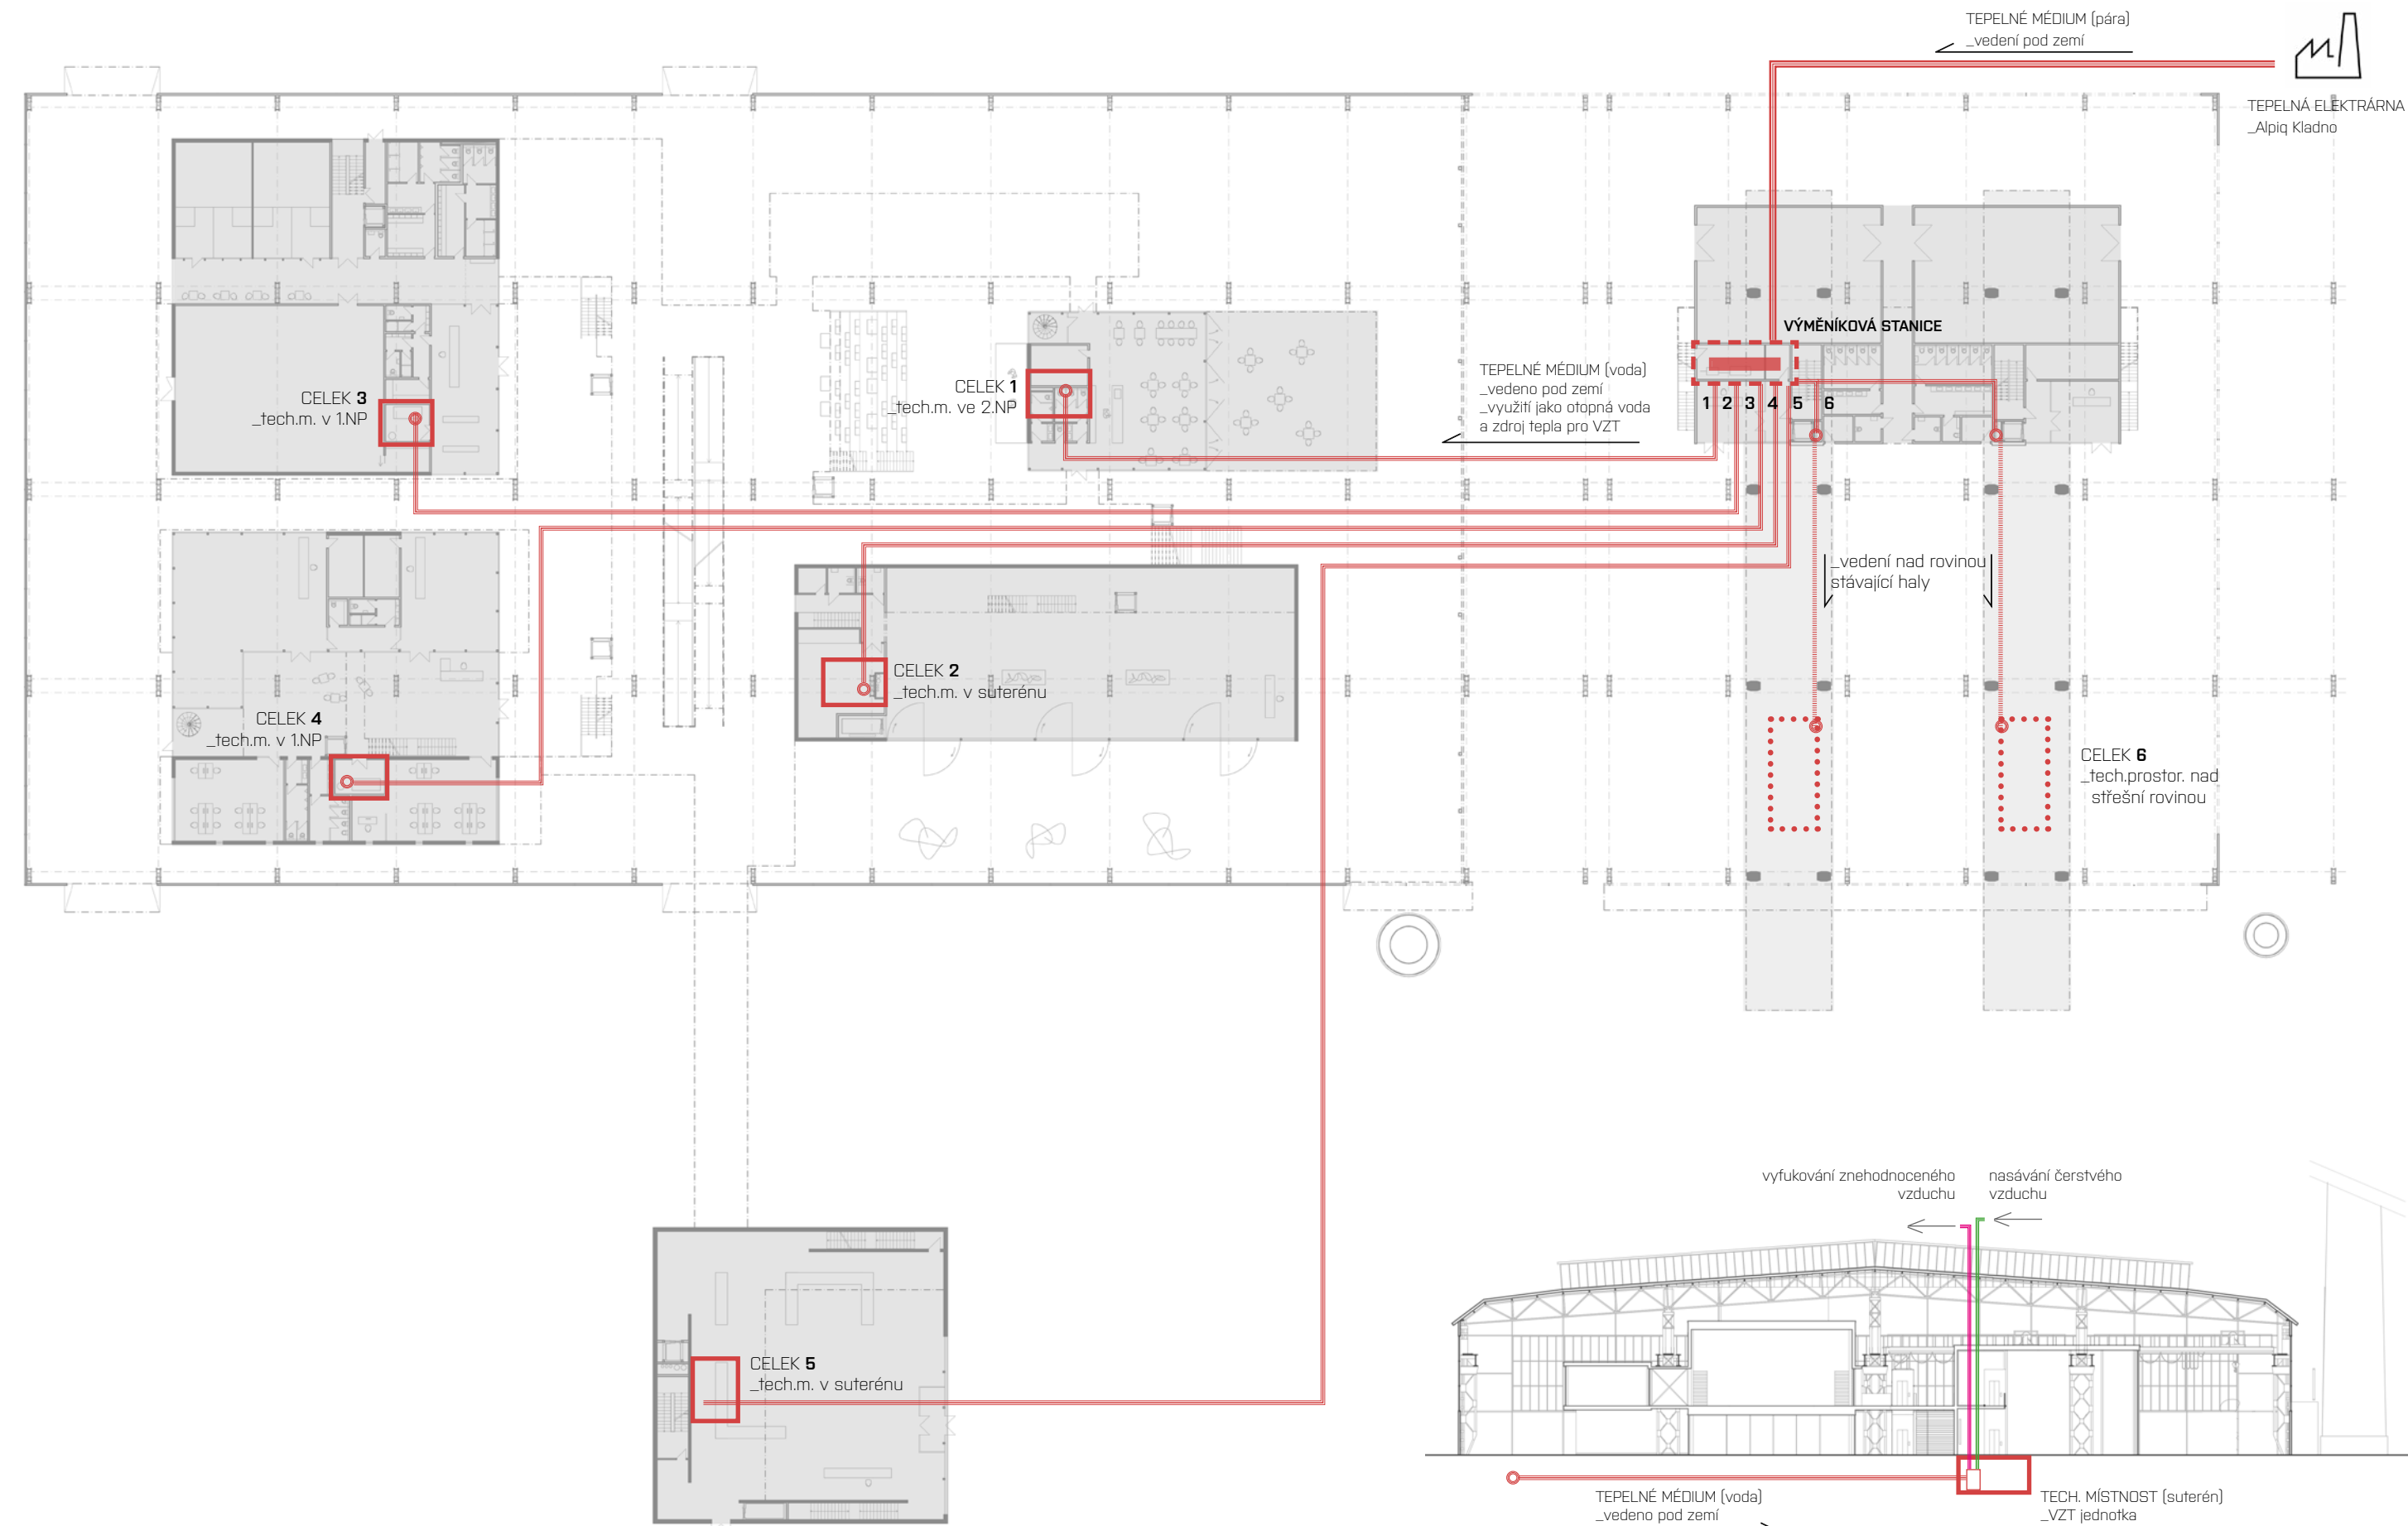 TEPELNÉ MÉDIUM (pára)
_vedení pod zemí
TEPELNÁ ELEKTRÁRNA
_Alpiq Kladno
VÝMĚNÍKOVÁ STANICE
1 2 3 4 5 6
TEPELNÉ MÉDIUM (voda)
_vedeno pod zemí
_využití jako otopná voda
a zdroj tepla pro VZT
CELEK 1
_tech.m. ve 2.NP
CELEK 3
_tech.m. v 1.NP
_vedení nad rovinou
stávající haly
CELEK 2
_tech.m. v suterénu
CELEK 4
_tech.m. v 1.NP
CELEK 6
_tech.prostor. nad
střešní rovinou
vyfukování znehodnoceného
vzduchu
nasávání čerstvého
vzduchu
CELEK 5
_tech.m. v suterénu
TEPELNÉ MÉDIUM (voda)
_vedeno pod zemí
TECH. MÍSTNOST (suterén)
_VZT jednotka